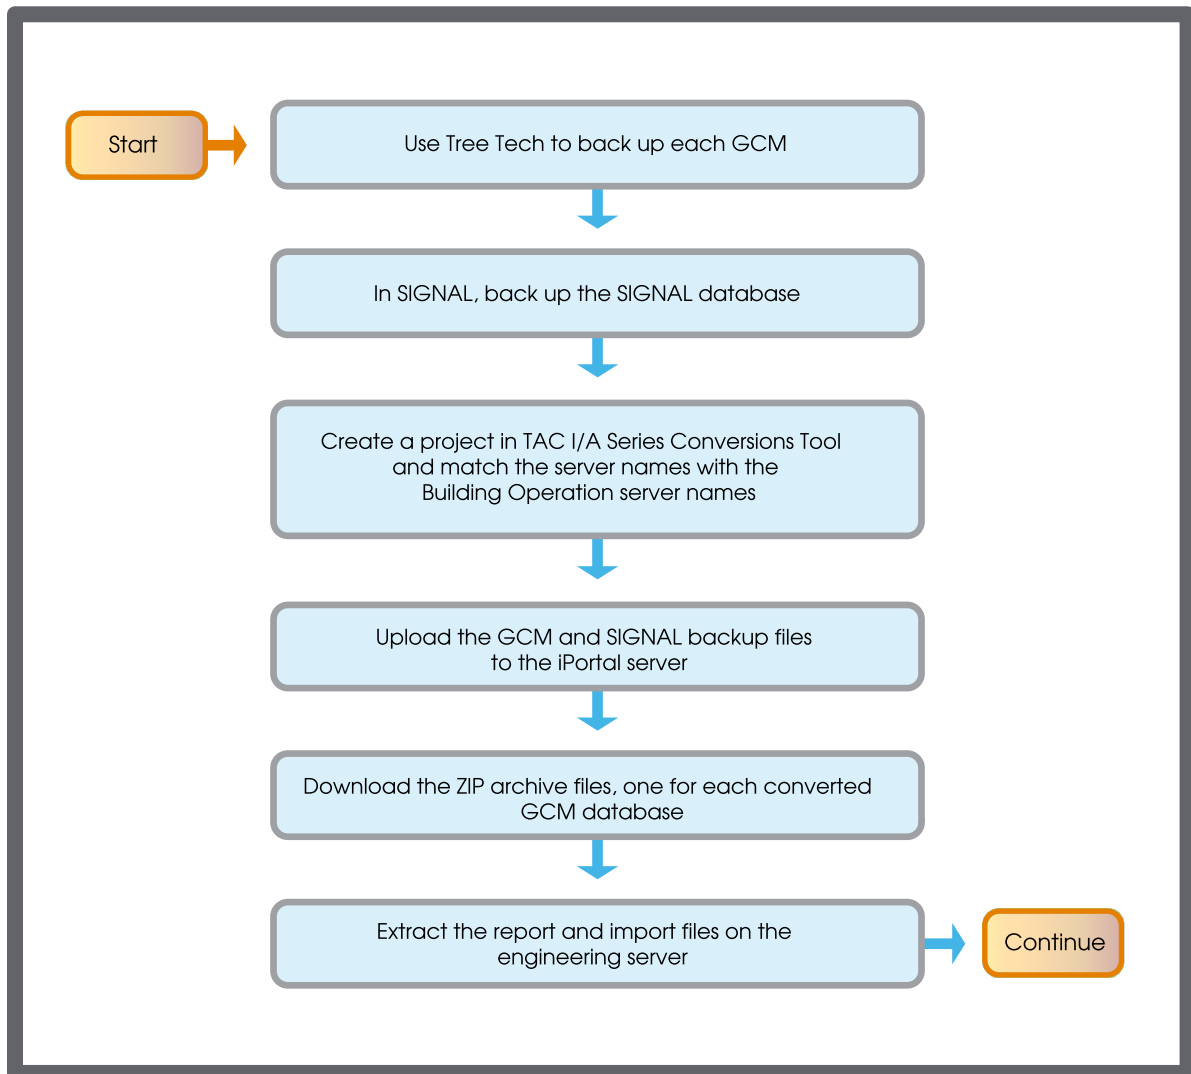 Start
Use Tree Tech to back up each GCM
In SIGNAL, back up the SIGNAL database
Create a project in TAC I/A Series Conversions Tool
and match the server names with the
Building Operation server names
Upload the GCM and SIGNAL backup files
to the iPortal server
Download the ZIP archive files, one for each converted
GCM database
Extract the report and import files on the
engineering server
Continue